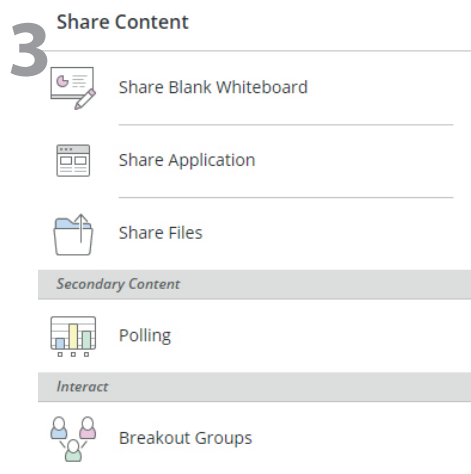 3
Share Content
Share Blank Whiteboard
Share Application
Share Files
Secondary Content
Polling
Interact
Breakout Groups